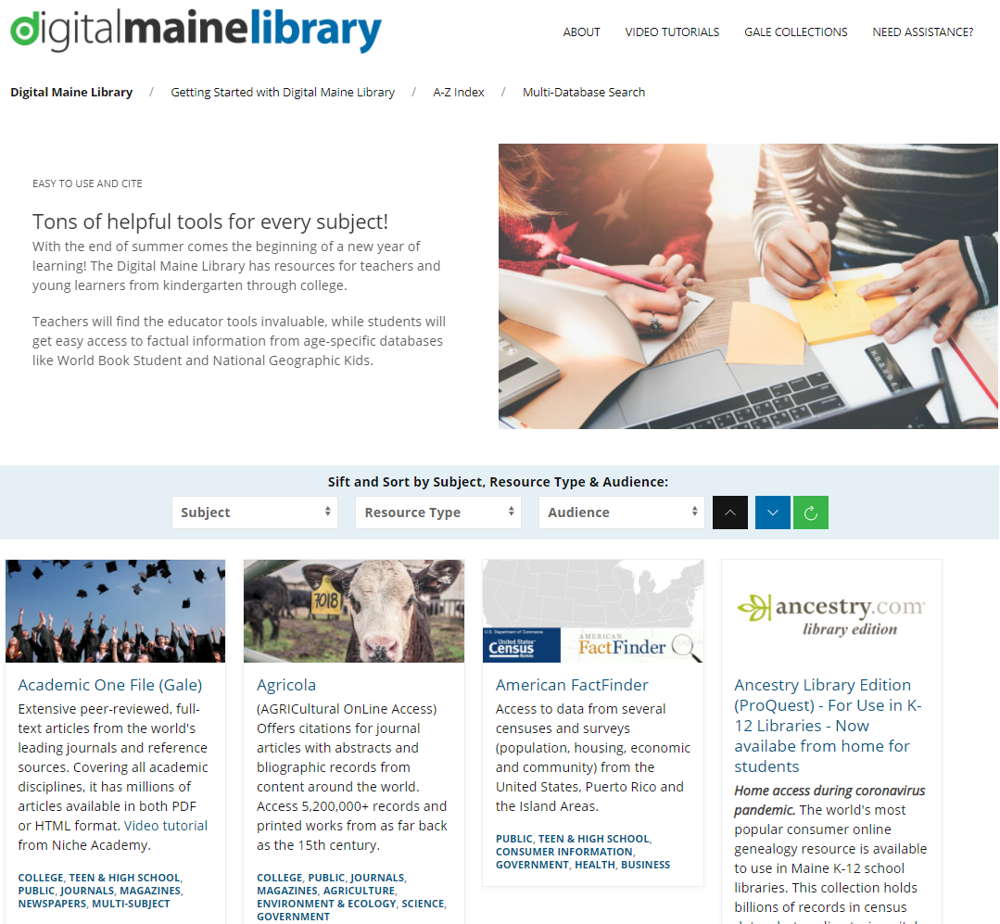 digitalmainelibrary
ABOUT VIDEO TUTORIALS GALE COLLECTIONS NEED ASSISTANCE?
Digital Maine Library / Getting Started with Digital Maine Library / A-Z Index / Multi-Database Search
EASY TO USE AND CITE
Tons of helpful tools for every subject!
With the end of summer comes the beginning of a new year of
learning! The Digital Maine Library has resources for teachers and
young learners from kindergarten through college.
Teachers will find the educator tools invaluable, while students will
get easy access to factual information from age-specific databases
like World Book Student and National Geographic Kids.
Sift and Sort by Subject, Resource Type & Audience:
Subject Resource Type Audience
Academic One File (Gale)
Extensive peer-reviewed, full-
text articles from the world's
leading journals and reference
sources. Covering all academic
disciplines, it has millions of
articles available in both PDF
or HTML format. Video tutorial
from Niche Academy.
COLLEGE, TEEN & HIGH SCHOOL,
PUBLIC, JOURNALS, MAGAZINES,
NEWSPAPERS, MULTI-SUBJECT
7018
Agricola
(AGRICultural OnLine Access)
Offers citations for journal
articles with abstracts and
bliographic records from
content around the world.
Access 5,200,000+ records and
printed works from as far back
as the 15th century.
COLLEGE, PUBLIC, JOURNALS,
MAGAZINES, AGRICULTURE,
ENVIRONMENT & ECOLOGY, SCIENCE,
GOVERNMENT
U.S. Department of Commerce
United States
Census
Bureau
AMERICAN
FactFinder
American FactFinder
Access to data from several
censuses and surveys
(population, housing, economic
and community) from the
United States, Puerto Rico and
the Island Areas.
PUBLIC, TEEN & HIGH SCHOOL,
CONSUMER INFORMATION,
GOVERNMENT, HEALTH, BUSINESS
ancestry.com
library edition
Ancestry Library Edition
(ProQuest) - For Use in K-
12 Libraries - Now
availabe from home for
students
Home access during coronavirus
pandemic. The world's most
popular consumer online
genealogy resource is available
to use in Maine K-12 school
libraries. This collection holds
billions of records in census